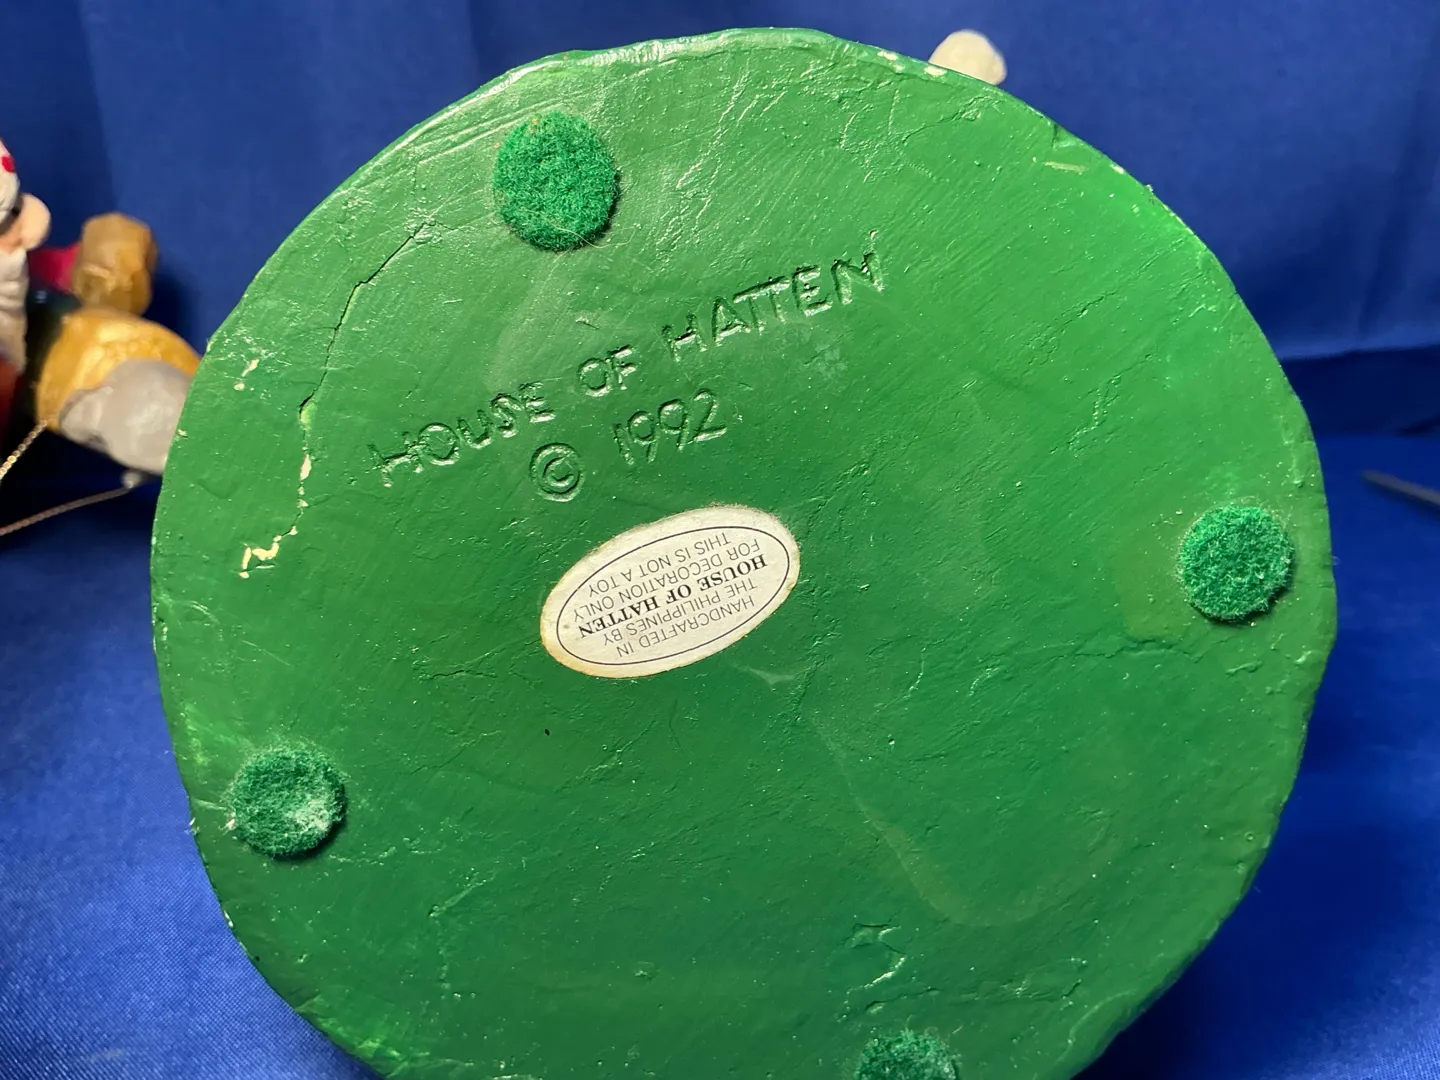 HOUSE OF HATTEN
© 1992
HANDCRAFTED IN
THE PHILIPPINES BY
HOUSE OF HATTEN
FOR DECORATION ONLY
THIS IS NOT A TOY